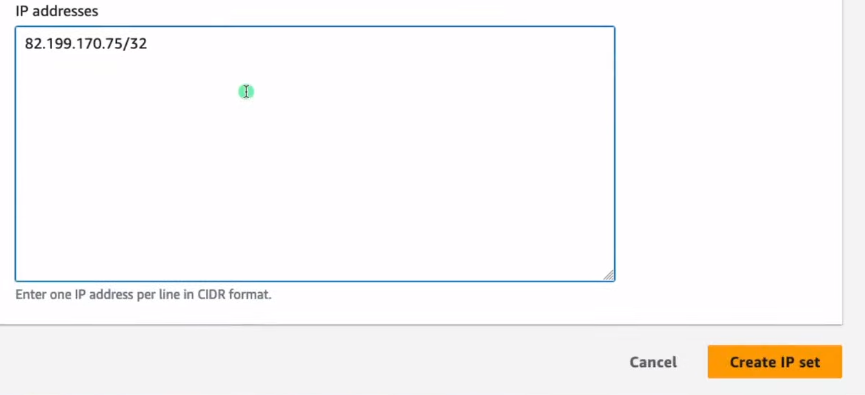 IP addresses
82.199.170.75/32
Enter one IP address per line in CIDR format.
Cancel
Create IP set